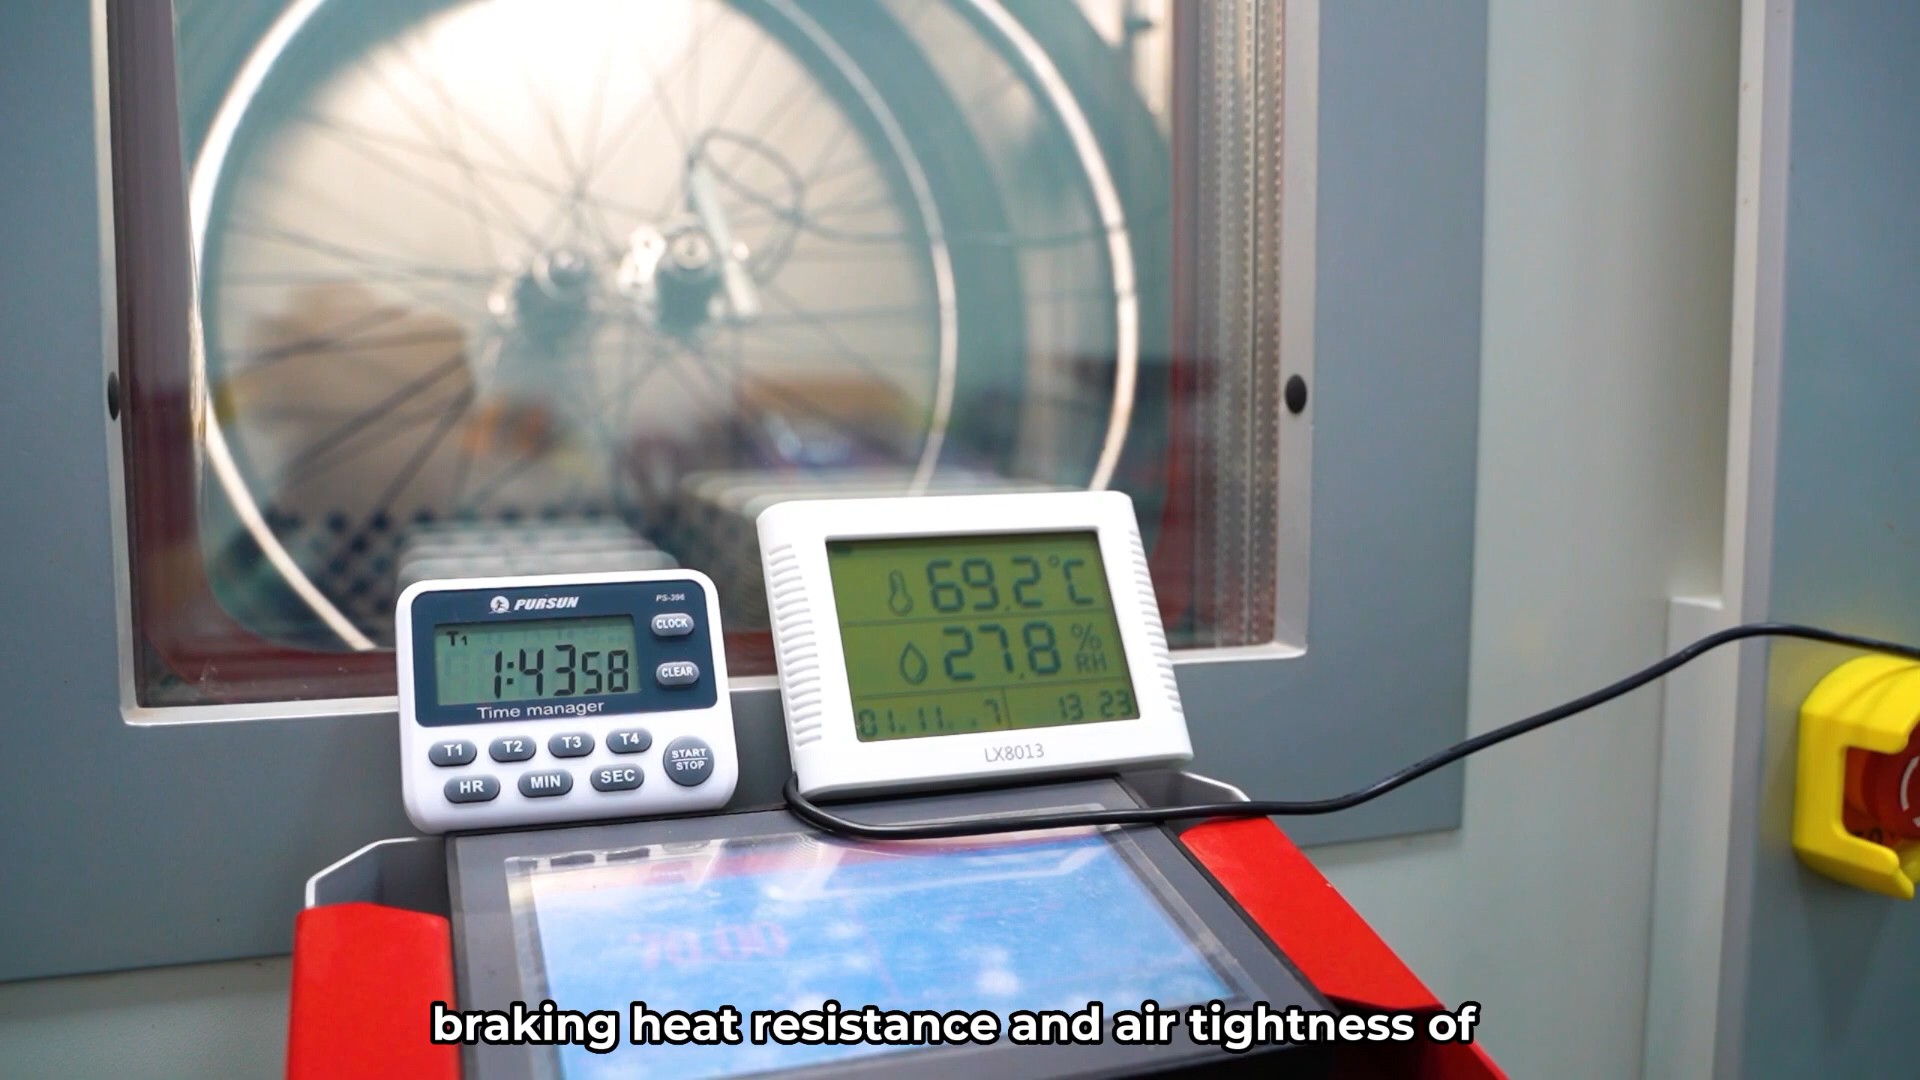 PURSUN
PS-398
CLOCK
T1
1:43 58
CLEAR
Time manager
T1 T2 T3 T4
START
STOP
HR MIN SEC
69.2°C
27.8 % RH
13 23
LX8013
braking heat resistance and air tightness of